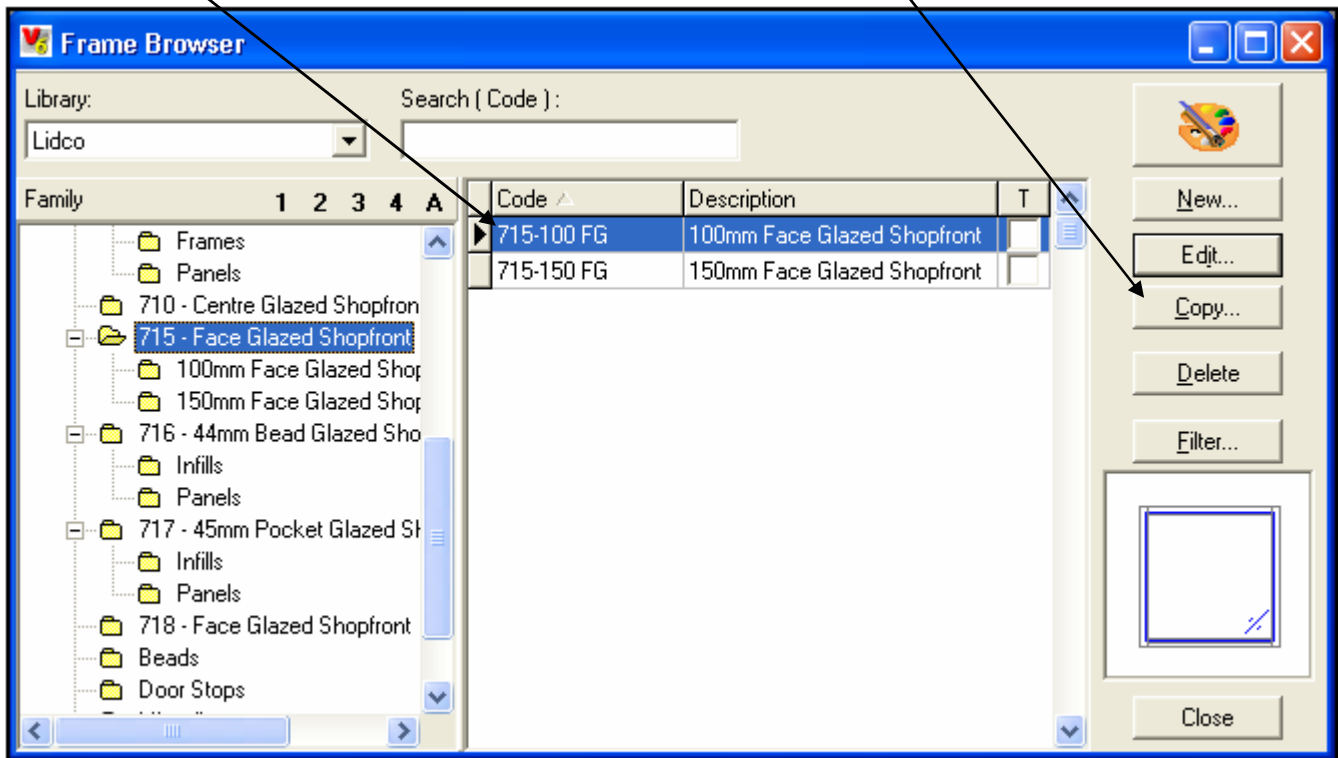 Frame Browser
Library:
Search ( Code ) :
Lidco
Family 1 2 3 4 A
Frames
Panels
710 - Centre Glazed Shopfron
715 - Face Glazed Shopfront
100mm Face Glazed Shop
150mm Face Glazed Shop
716 - 44mm Bead Glazed Sho
Infills
Panels
717 - 45mm Pocket Glazed Sh
Infills
Panels
718 - Face Glazed Shopfront
Beads
Door Stops
Code Description T
715-100 FG 100mm Face Glazed Shopfront
715-150 FG 150mm Face Glazed Shopfront
New...
Edit...
Copy...
Delete
Filter...
Close